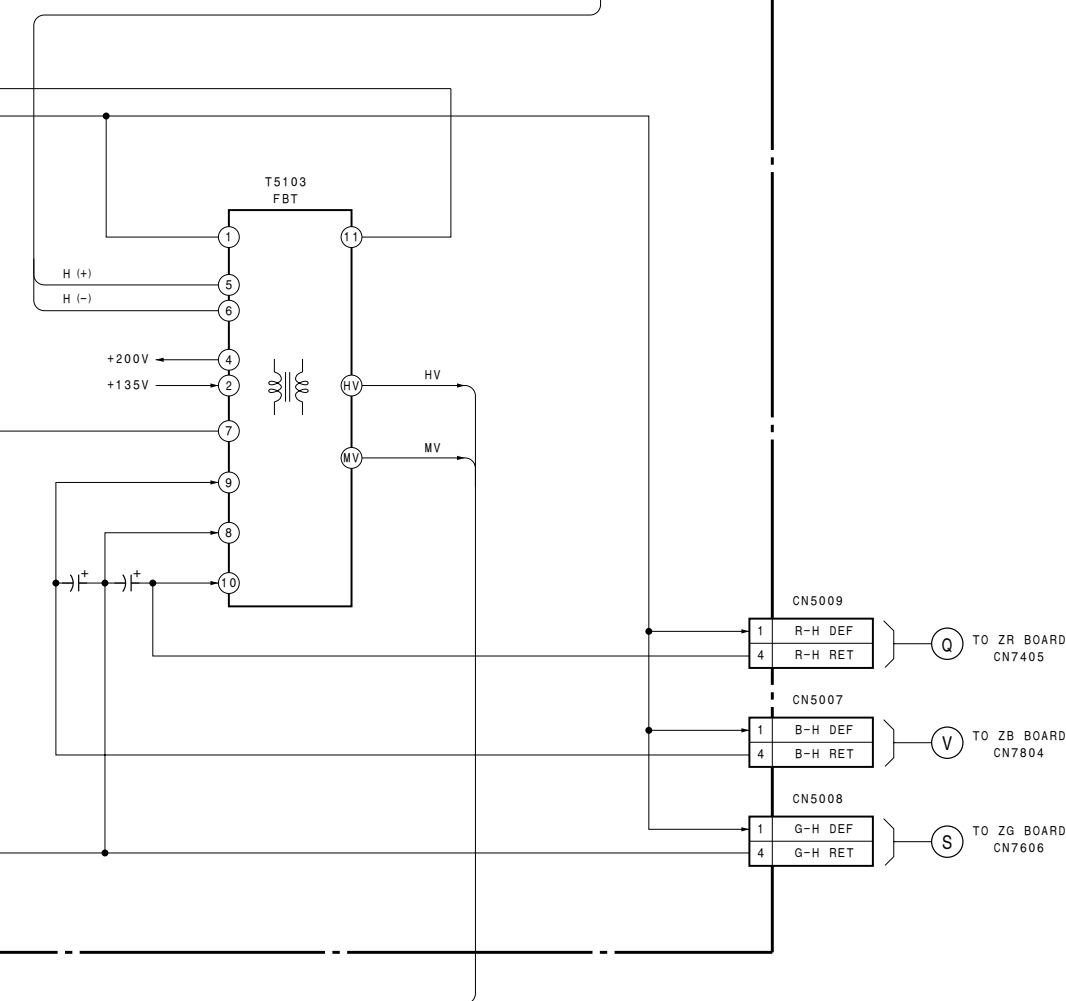 T5103
FBT
1
11
H (+)
5
H (-)
6
+200V
4
+135V
2
HV
HV
7
MV
MV
9
8
+
+
10
CN5009
1 R-H DEF
4 R-H RET
Q
TO ZR BOARD
CN7405
CN5007
1 B-H DEF
4 B-H RET
V
TO ZB BOARD
CN7804
CN5008
1 G-H DEF
4 G-H RET
S
TO ZG BOARD
CN7606